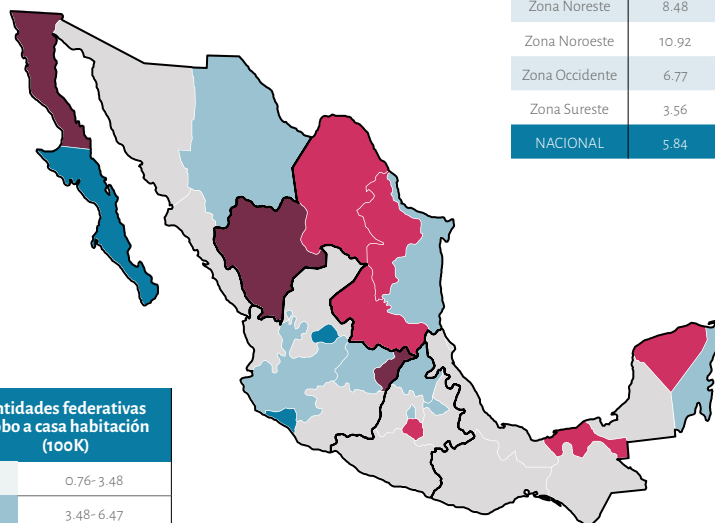 Zona Noreste 8.48
Zona Noroeste 10.92
Zona Occidente 6.77
Zona Sureste 3.56
NACIONAL 5.84
ntidades federativas
bo a casa habitación
(100K)
0.76- 3.48
3.48- 6.47